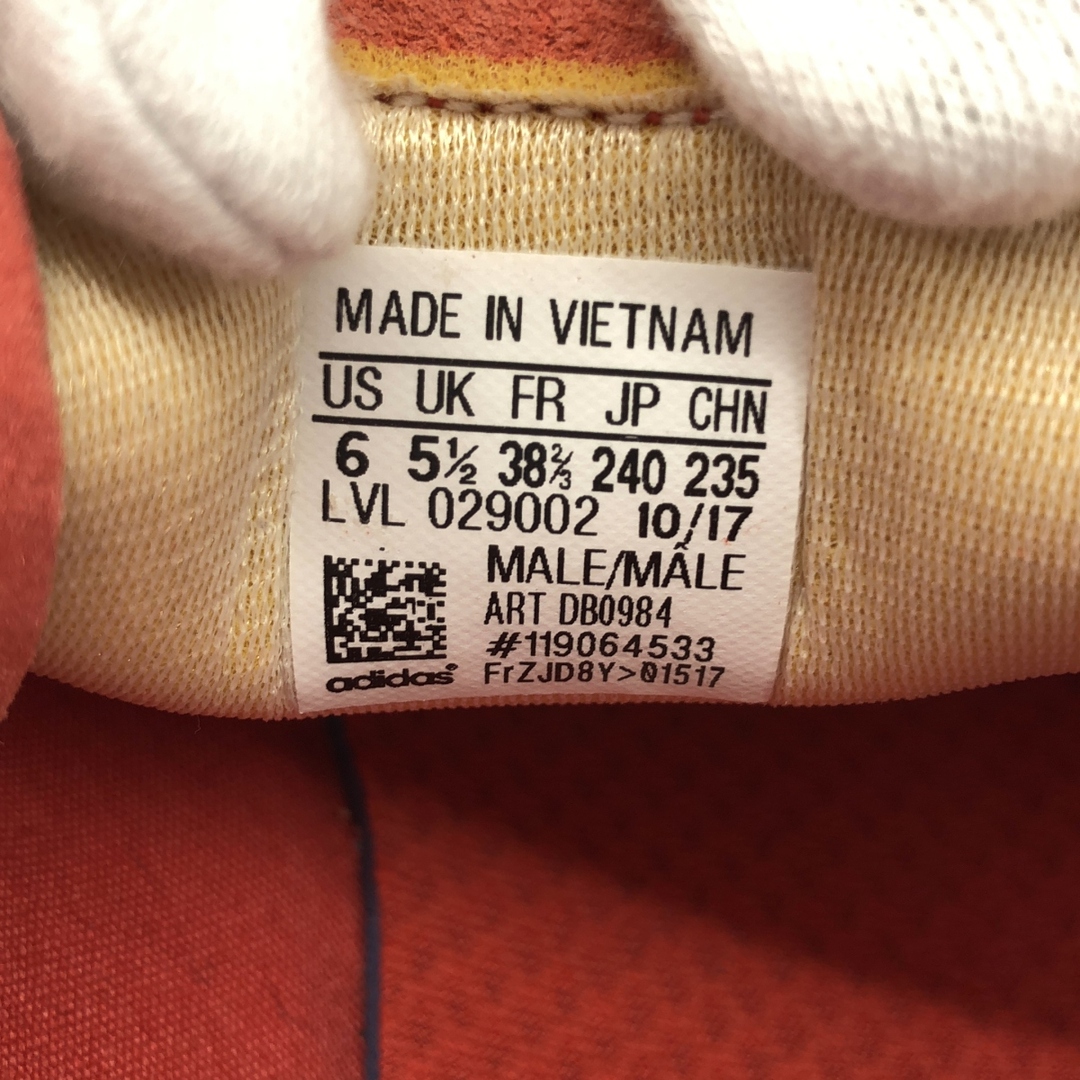 MADE IN VIETNAM
US UK FR JP CHN
6 5½ 38⅔ 240 235
LVL 029002 10/17
MALE/MÂLE
ART DB0984
#119064533
adidas® FrZJD8Y>01517